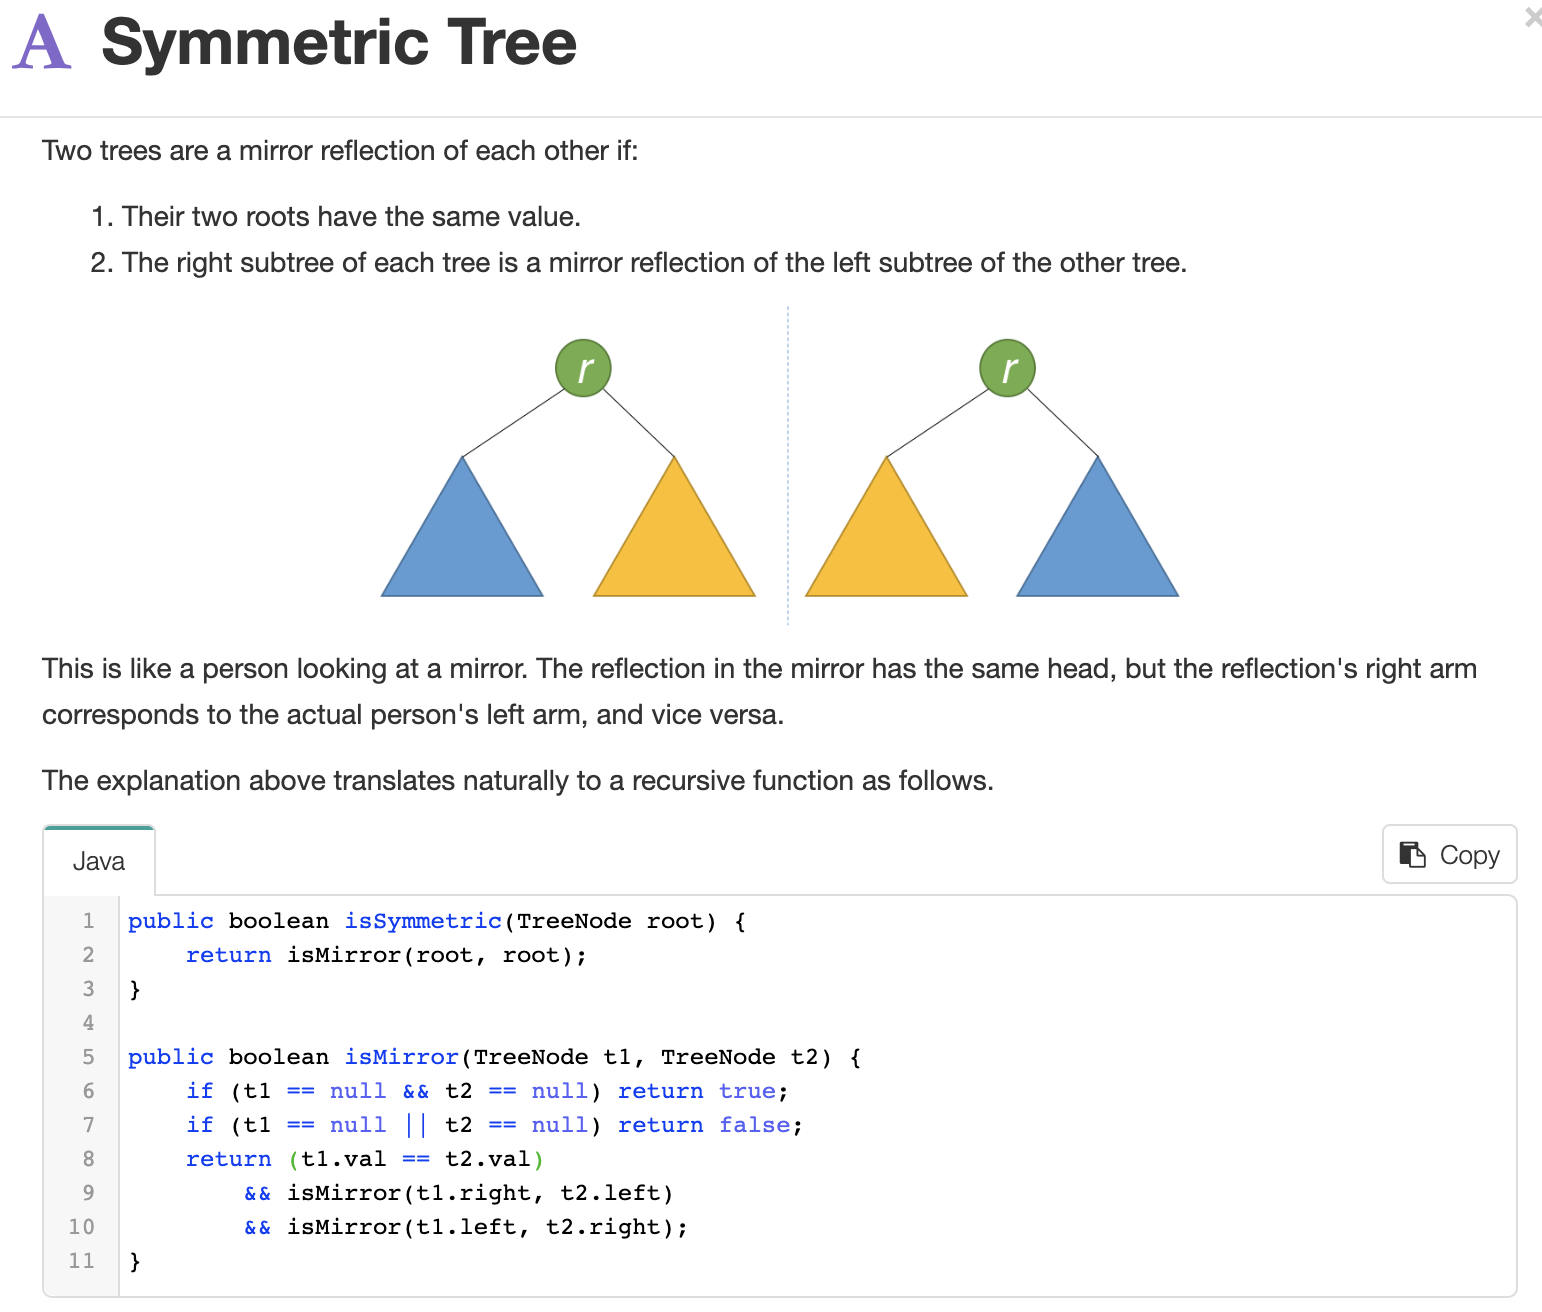 A Symmetric Tree
×
Two trees are a mirror reflection of each other if:
1. Their two roots have the same value.
2. The right subtree of each tree is a mirror reflection of the left subtree of the other tree.
r r
This is like a person looking at a mirror. The reflection in the mirror has the same head, but the reflection's right arm
corresponds to the actual person's left arm, and vice versa.
The explanation above translates naturally to a recursive function as follows.
Java
Copy
1 public boolean isSymmetric(TreeNode root) {
2     return isMirror(root, root);
3 }
4
5 public boolean isMirror(TreeNode t1, TreeNode t2) {
6     if (t1 == null && t2 == null) return true;
7     if (t1 == null || t2 == null) return false;
8     return (t1.val == t2.val)
9         && isMirror(t1.right, t2.left)
10         && isMirror(t1.left, t2.right);
11 }